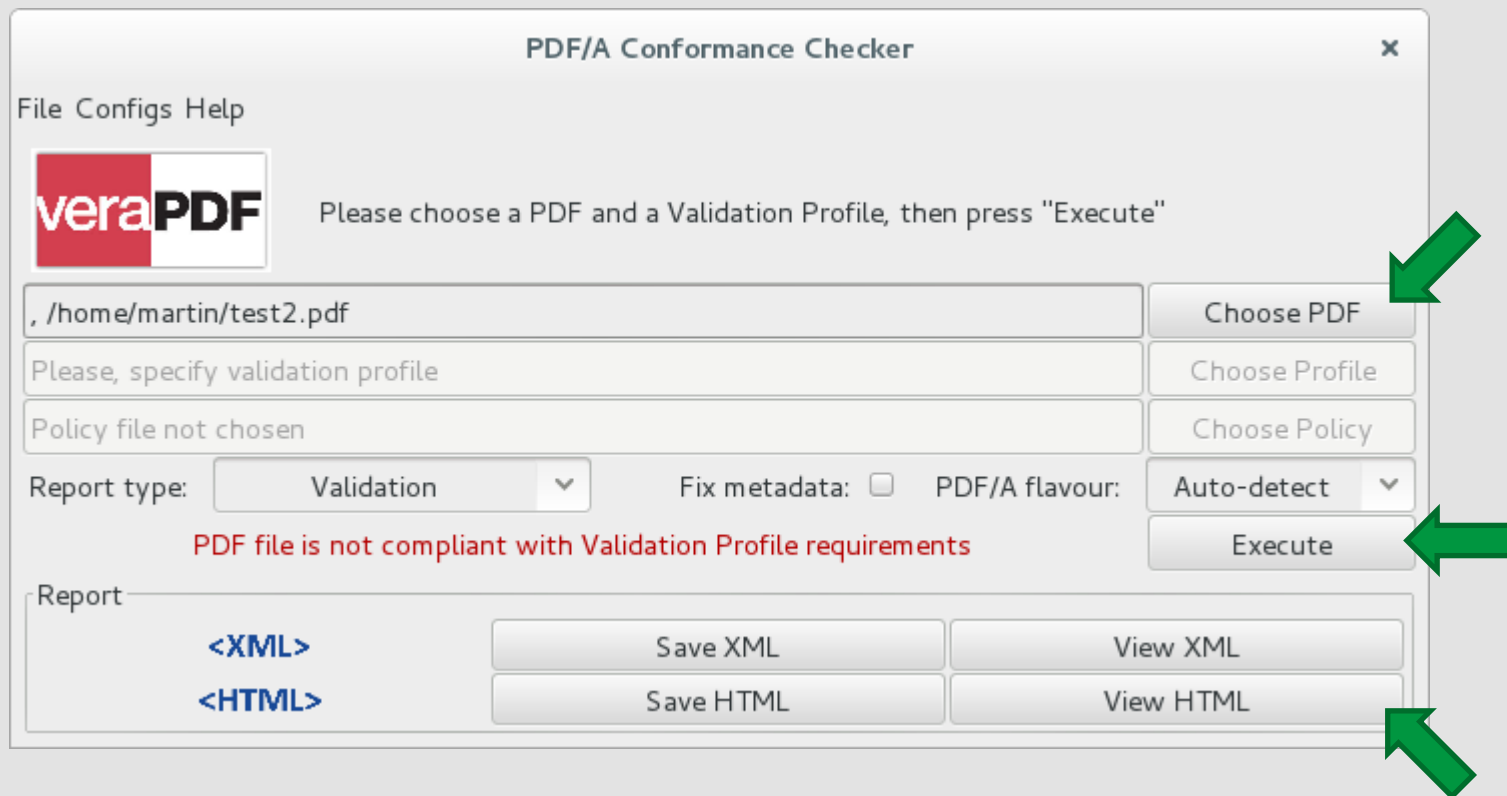 PDF/A Conformance Checker ×
File Configs Help
veraPDF Please choose a PDF and a Validation Profile, then press "Execute"
, /home/martin/test2.pdf Choose PDF
Please, specify validation profile Choose Profile
Policy file not chosen Choose Policy
Report type: Validation Fix metadata: PDF/A flavour: Auto-detect
PDF file is not compliant with Validation Profile requirements Execute
Report
<XML> Save XML View XML
<HTML> Save HTML View HTML